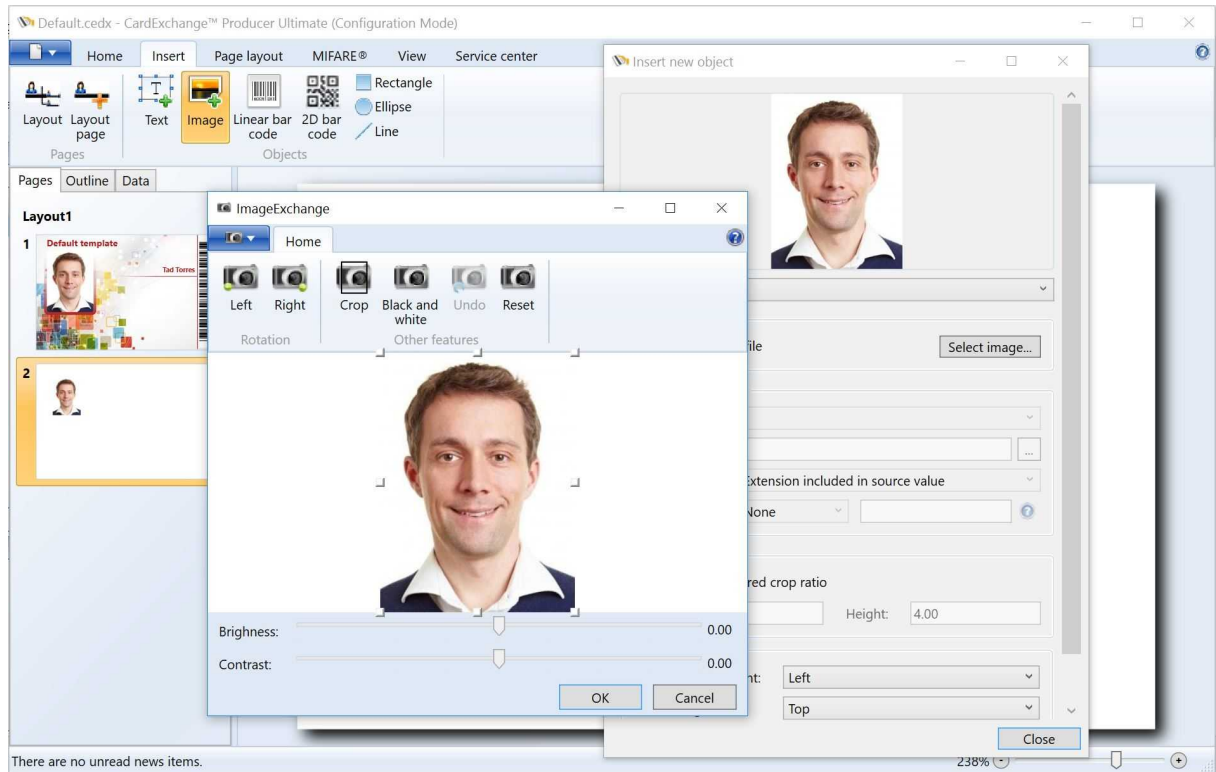 Default.cedx - CardExchange™ Producer Ultimate (Configuration Mode)
Home Insert Page layout MIFARE® View Service center
Layout Layout page Text Image Linear bar code 2D bar code
Rectangle
Ellipse
Line
Pages Objects
Pages Outline Data
Layout1
1
Default template
Tad Torres
2
ImageExchange
Home
Left Right Crop Black and white Undo Reset
Rotation Other features
Brighness: 0.00
Contrast: 0.00
OK Cancel
Insert new object
Select image...
...
Extension included in source value
None
red crop ratio
Height: 4.00
Left
Top
Close
There are no unread news items.
238%